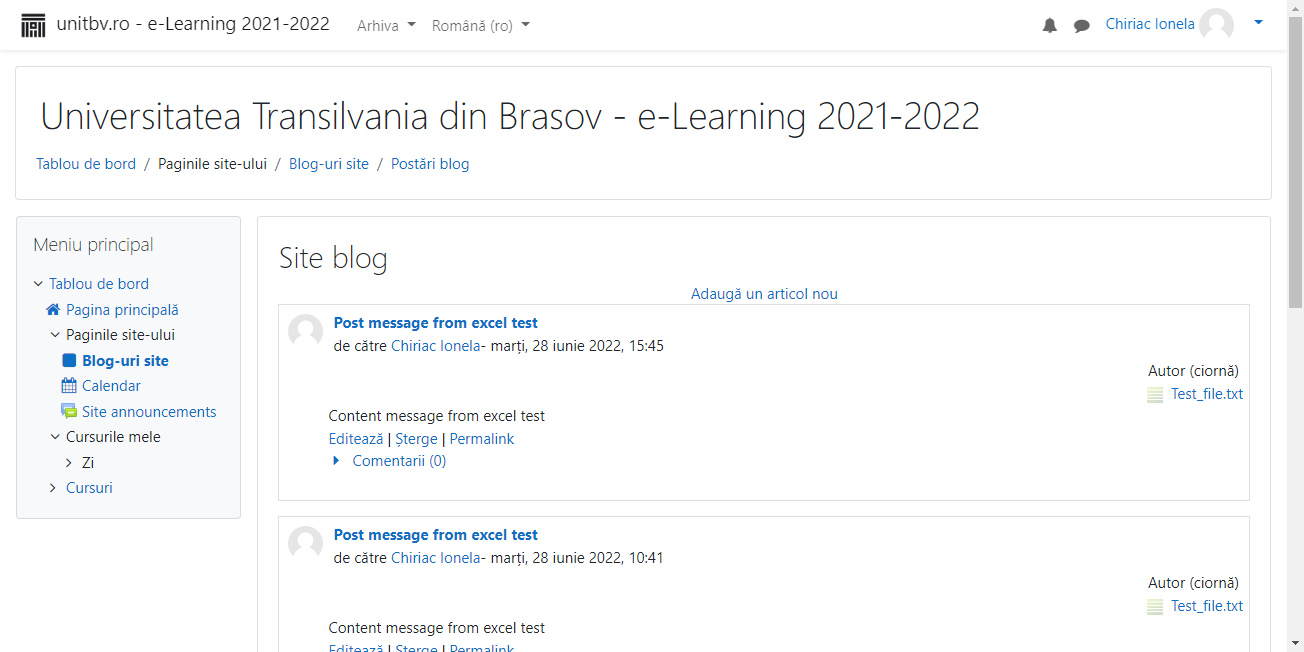 unitbv.ro - e-Learning 2021-2022 Arhiva Română (ro) Chiriac Ionela
Universitatea Transilvania din Brasov - e-Learning 2021-2022
Tablou de bord / Paginile site-ului / Blog-uri site / Postări blog
Meniu principal
Tablou de bord
Pagina principală
Paginile site-ului
Blog-uri site
Calendar
Site announcements
Cursurile mele
Zi
Cursuri
Site blog
Adaugă un articol nou
Post message from excel test
de către Chiriac Ionela- marți, 28 iunie 2022, 15:45
Autor (ciornă)
Test_file.txt
Content message from excel test
Editează | Șterge | Permalink
Comentarii (0)
Post message from excel test
de către Chiriac Ionela- marți, 28 iunie 2022, 10:41
Autor (ciornă)
Test_file.txt
Content message from excel test
Editează | Șterge | Permalink